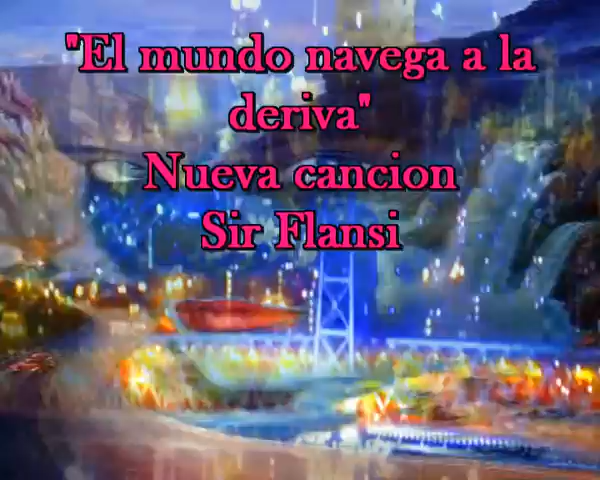 "El mundo navega a la
deriva"
Nueva cancion
Sir Flansi